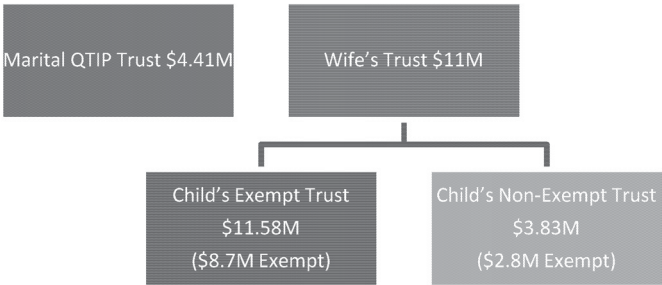 Marital QTIP Trust $4.41M
Wife's Trust $11M
Child's Exempt Trust
$11.58M
($8.7M Exempt)
Child's Non-Exempt Trust
$3.83M
($2.8M Exempt)